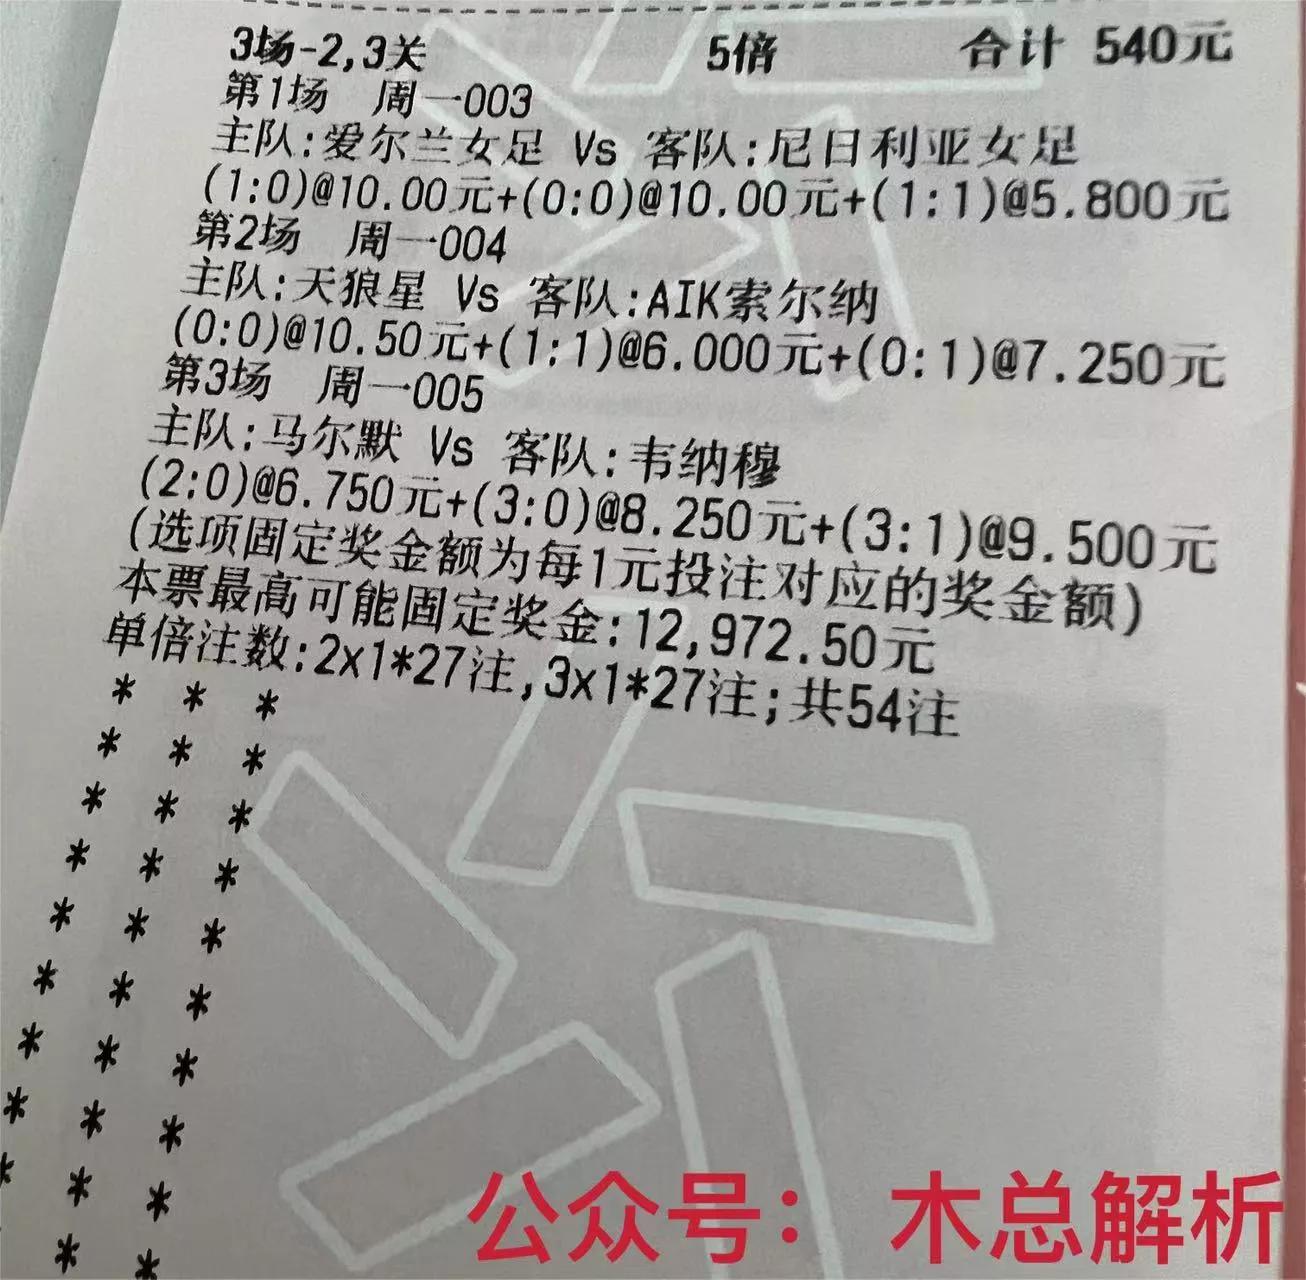 3场-2,3关 5倍 合计 540元
第1场 周一003
主队:爱尔兰女足 Vs 客队:尼日利亚女足
(1:0)@10.00元+(0:0)@10.00元+(1:1)@5.800元
第2场 周一004
主队:天狼星 Vs 客队:AIK索尔纳
(0:0)@10.50元+(1:1)@6.000元+(0:1)@7.250元
第3场 周一005
主队:马尔默 Vs 客队:韦纳穆
(2:0)@6.750元+(3:0)@8.250元+(3:1)@9.500元
(选项固定奖金额为每1元投注对应的奖金额)
本票最高可能固定奖金:12,972.50元
单倍注数:2x1*27注,3x1*27注;共54注
* * *
* * *
* * *
* * *
* * *
* * *
* * *
* * *
* * *
* *
公众号： 木总解析